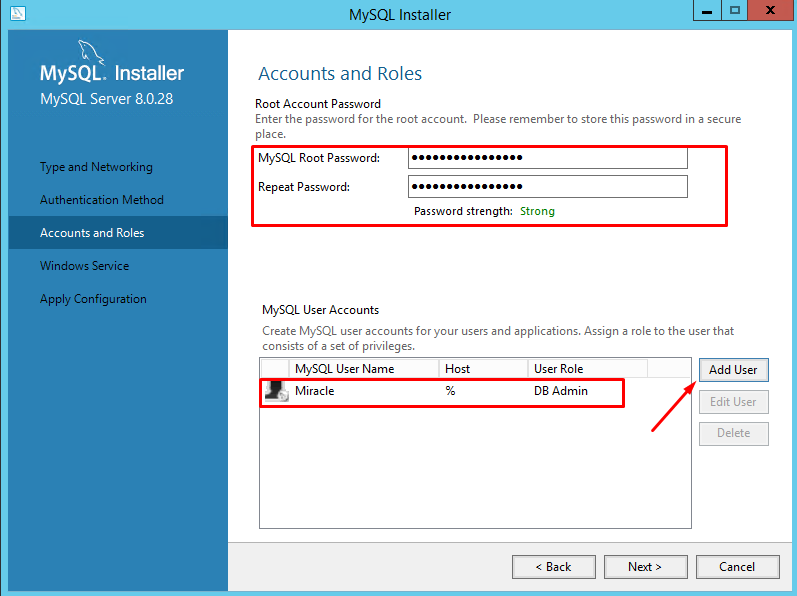 MySQL Installer
MySQL. Installer
MySQL Server 8.0.28
Type and Networking
Authentication Method
Accounts and Roles
Windows Service
Apply Configuration
Accounts and Roles
Root Account Password
Enter the password for the root account.  Please remember to store this password in a secure
place.
MySQL Root Password: ●●●●●●●●●●●●●●●●
Repeat Password: ●●●●●●●●●●●●●●●●
Password strength: Strong
MySQL User Accounts
Create MySQL user accounts for your users and applications. Assign a role to the user that
consists of a set of privileges.
MySQL User Name Host User Role
Miracle % DB Admin
Add User
Edit User
Delete
< Back Next > Cancel